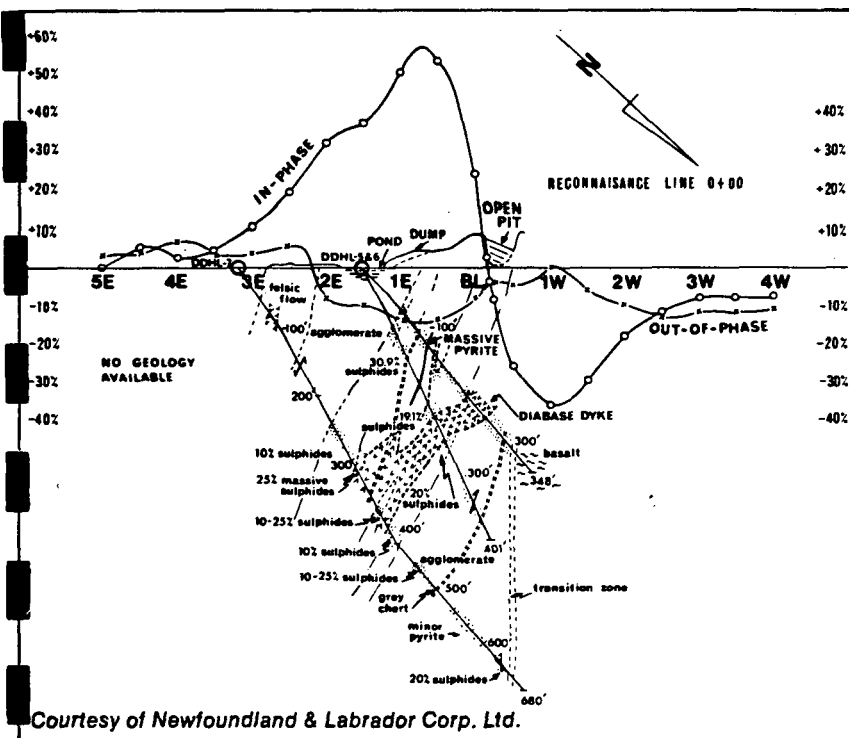 +60%
+50%
+40%
+30%
+20%
+10%
-10%
-20%
-30%
-40%
+40%
+30%
+20%
+10%
-10%
-20%
-30%
-40%
N
RECONNAISANCE LINE 0+00
IN-PHASE
OPEN
PIT
DUMP
POND
DDHL-7
DDHL-5&6
5E 4E 3E 2E 1E BL 1W 2W 3W 4W
OUT-OF-PHASE
felsic
flow
100
agglomerate
100
MASSIVE
PYRITE
NO GEOLOGY
AVAILABLE
30.9%
sulphides
200
19.1%
sulphides
DIABASE DYKE
10% sulphides
300'
25% massive
sulphides
300'
basalt
348'
300'
20%
sulphides
10-25% sulphides
400'
10% sulphides
401'
agglomerate
10-25% sulphides
500'
grey
chert
transition zone
minor
pyrite
600'
20% sulphides
680'
Courtesy of Newfoundland & Labrador Corp. Ltd.